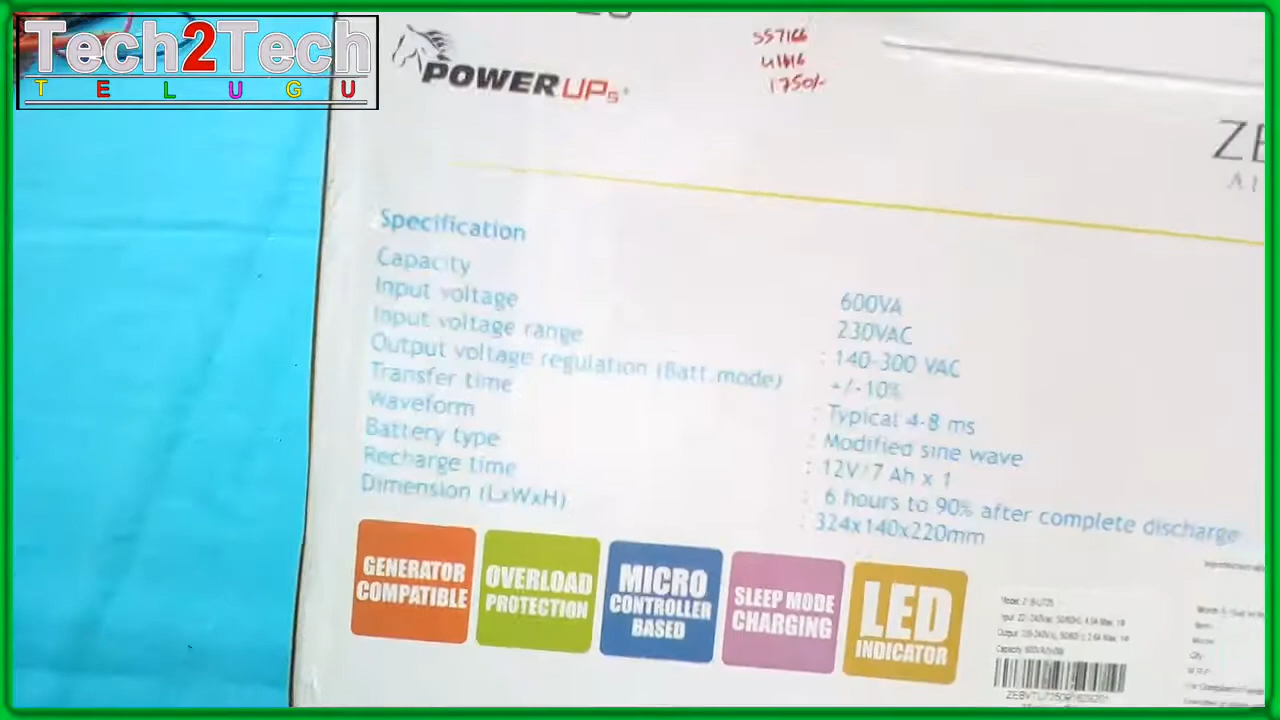 Tech2Tech
TELUGU
POWER UPs
1750/-
Specification
Capacity 600VA
Input voltage 230VAC
Input voltage range : 140-300 VAC
Output voltage regulation (Batt.mode) +/-10%
Transfer time : Typical 4-8 ms
Waveform : Modified sine wave
Battery type : 12V/7 Ah x 1
Recharge time : 6 hours to 90% after complete discharge
Dimension (LxWxH) : 324x140x220mm
GENERATOR COMPATIBLE
OVERLOAD PROTECTION
MICRO CONTROLLER BASED
SLEEP MODE CHARGING
LED INDICATOR